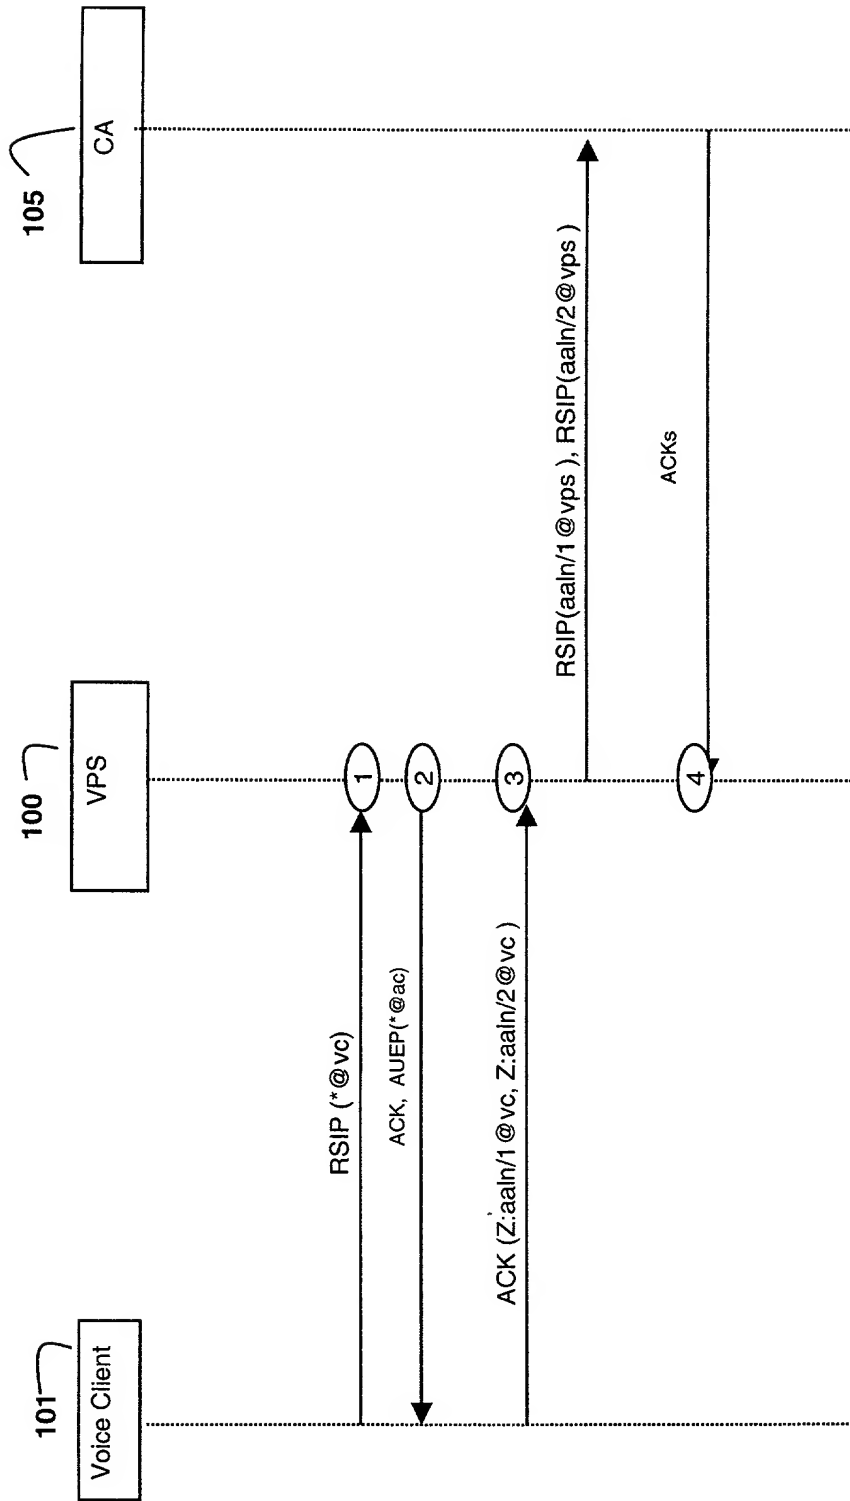 101
Voice Client
100
VPS
105
CA
RSIP (*@vc)
1
ACK, AUEP(*@ac)
2
ACK (Z:aaln/1@vc, Z:aaln/2@vc )
3
RSIP(aaln/1@vps ), RSIP(aaln/2@vps )
ACKs
4